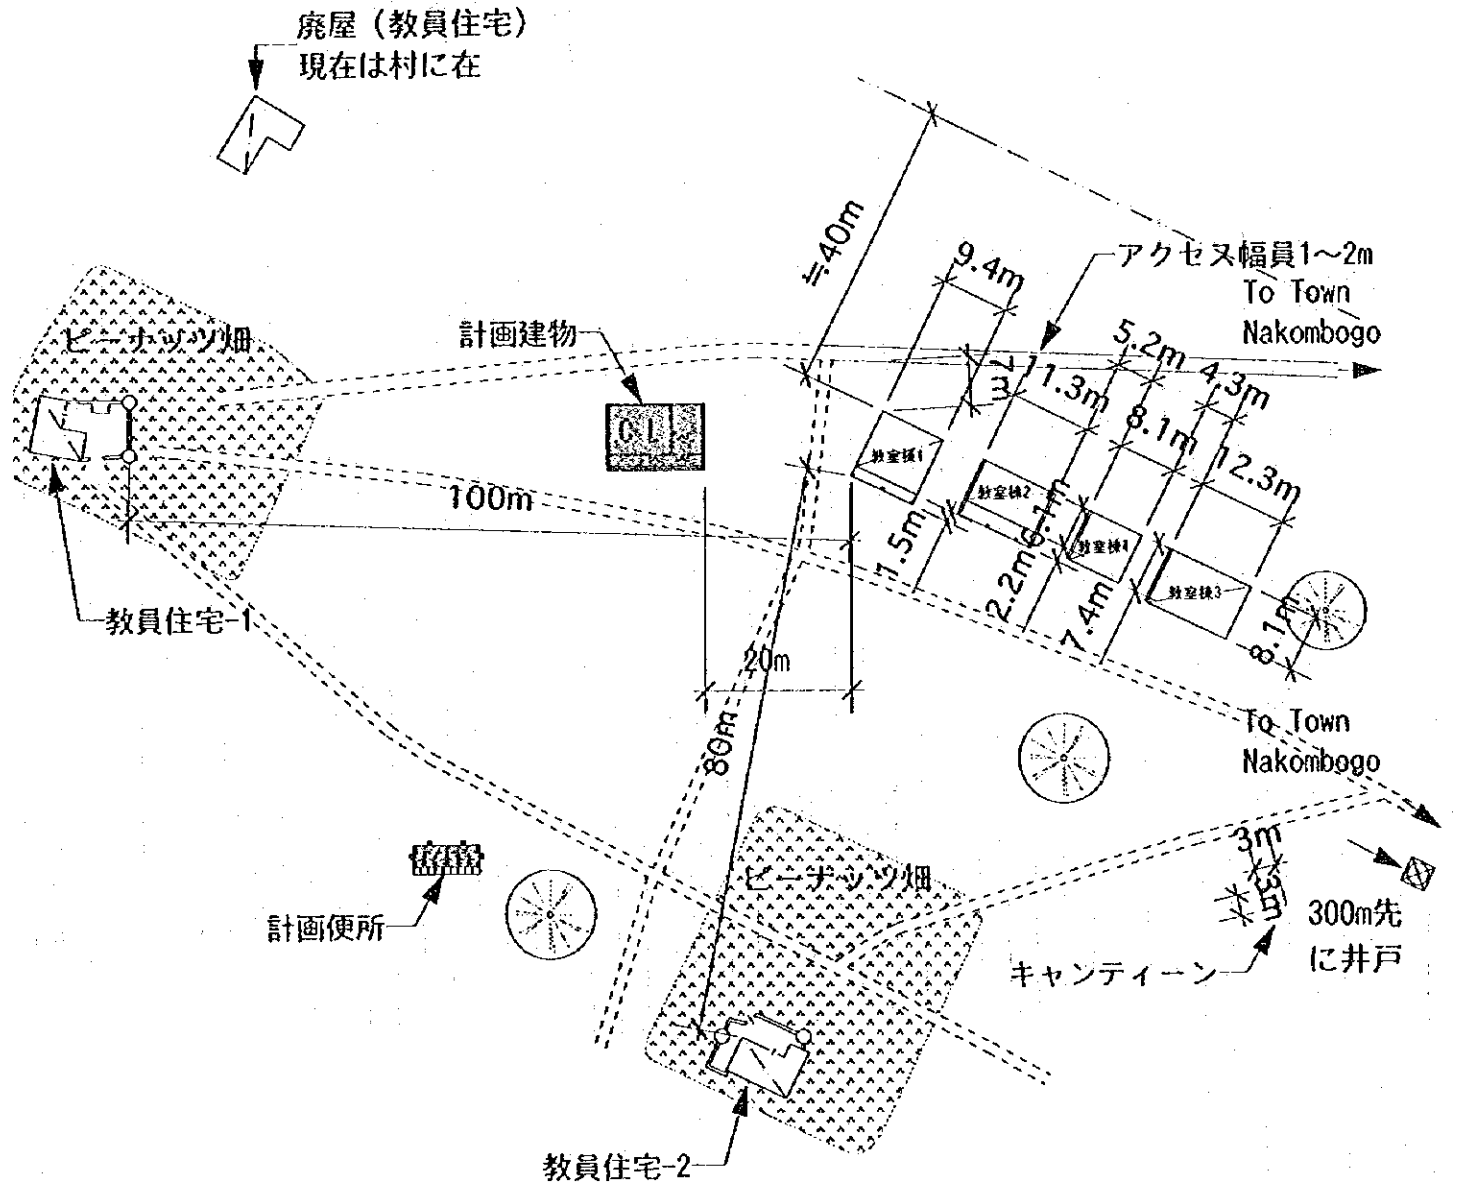 廃屋（教員住宅）
現在は村に在
≒40m
9.4m
アクセス幅員1〜2m
To Town
Nakombogo
ピーナッツ畑
計画建物
5.2m
7m
11.3m
4.3m
8.1m
12.3m
CL
教室棟1
教室棟2
教室棟3
100m
1.5m
6.1m
2.2m
7.4m
8.1m
教員住宅-1
20m
80m
To Town
Nakombogo
ピーナッツ畑
3m
3m
計画便所
キャンティーン
300m先
に井戸
教員住宅-2